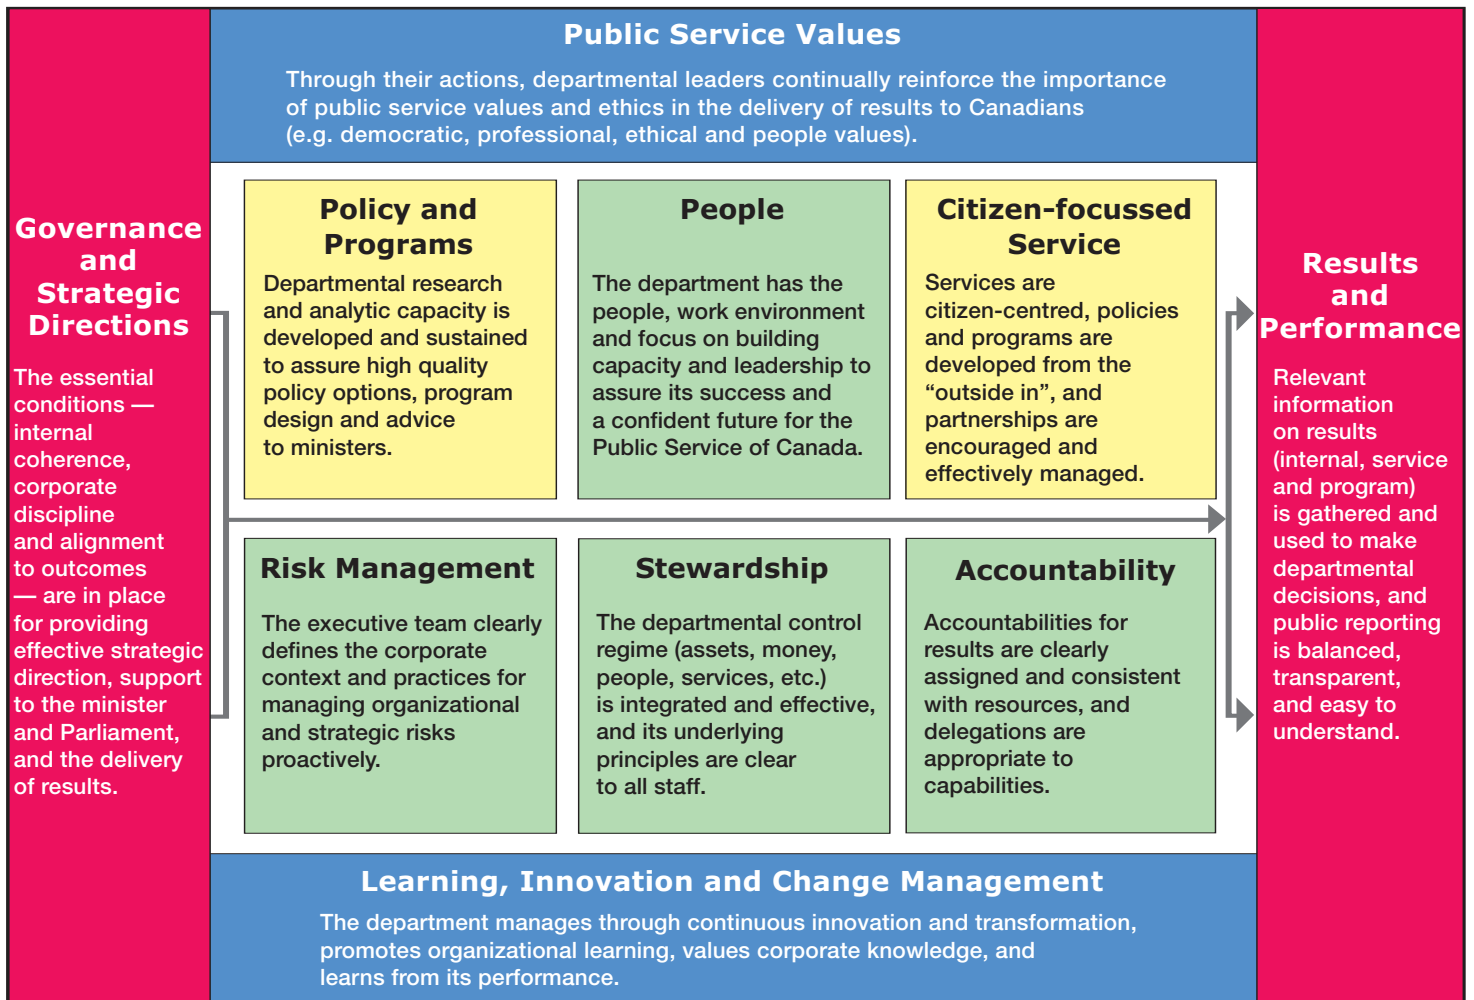 Public Service Values
Through their actions, departmental leaders continually reinforce the importance
of public service values and ethics in the delivery of results to Canadians
(e.g. democratic, professional, ethical and people values).
Governance
and
Strategic
Directions
The essential
conditions —
internal
coherence,
corporate
discipline
and alignment
to outcomes
— are in place
for providing
effective strategic
direction, support
to the minister
and Parliament,
and the delivery
of results.
Policy and
Programs
Departmental research
and analytic capacity is
developed and sustained
to assure high quality
policy options, program
design and advice
to ministers.
People
The department has the
people, work environment
and focus on building
capacity and leadership to
assure its success and
a confident future for the
Public Service of Canada.
Citizen-focussed
Service
Services are
citizen-centred, policies
and programs are
developed from the
“outside in”, and
partnerships are
encouraged and
effectively managed.
Risk Management
The executive team clearly
defines the corporate
context and practices for
managing organizational
and strategic risks
proactively.
Stewardship
The departmental control
regime (assets, money,
people, services, etc.)
is integrated and effective,
and its underlying
principles are clear
to all staff.
Accountability
Accountabilities for
results are clearly
assigned and consistent
with resources, and
delegations are
appropriate to
capabilities.
Results
and
Performance
Relevant
information
on results
(internal, service
and program)
is gathered and
used to make
departmental
decisions, and
public reporting
is balanced,
transparent,
and easy to
understand.
Learning, Innovation and Change Management
The department manages through continuous innovation and transformation,
promotes organizational learning, values corporate knowledge, and
learns from its performance.